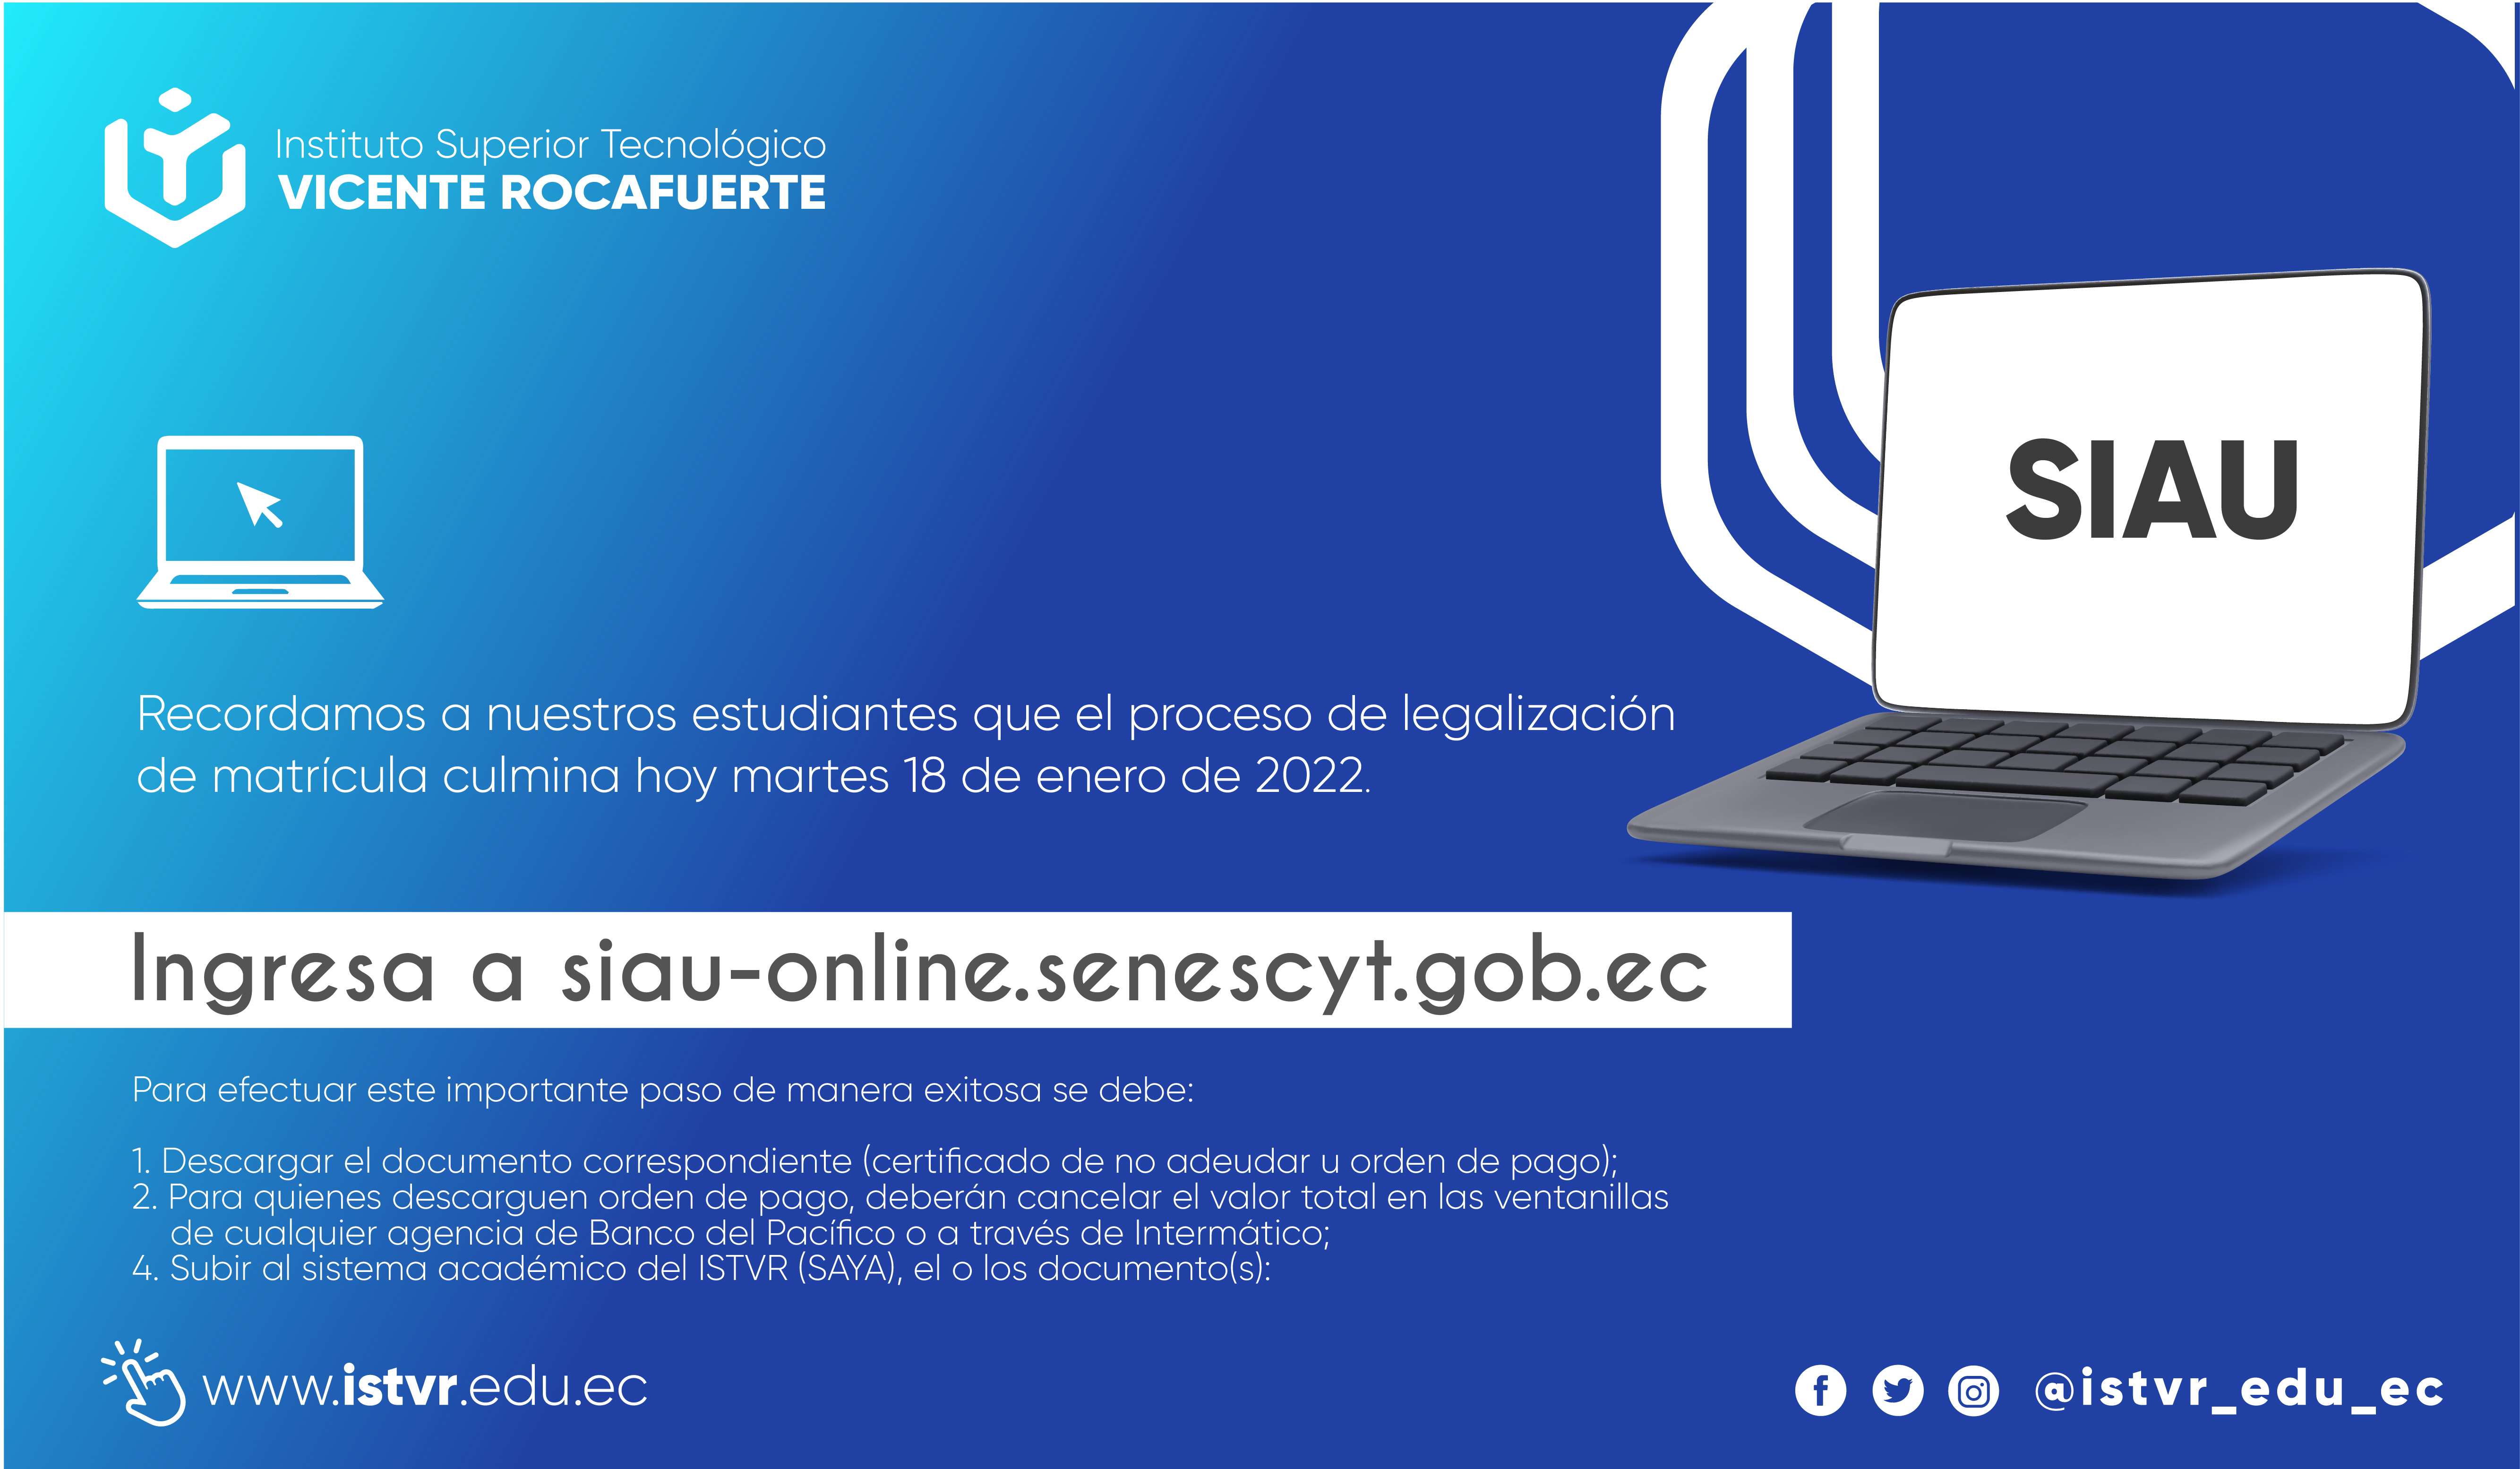 Instituto Superior Tecnológico
VICENTE ROCAFUERTE
SIAU
Recordamos a nuestros estudiantes que el proceso de legalización
de matrícula culmina hoy martes 18 de enero de 2022.
Ingresa a siau-online.senescyt.gob.ec
Para efectuar este importante paso de manera exitosa se debe:
1. Descargar el documento correspondiente (certificado de no adeudar u orden de pago);
2. Para quienes descarguen orden de pago, deberán cancelar el valor total en las ventanillas
de cualquier agencia de Banco del Pacífico o a través de Intermático;
4. Subir al sistema académico del ISTVR (SAYA), el o los documento(s):
www.istvr.edu.ec
@istvr_edu_ec